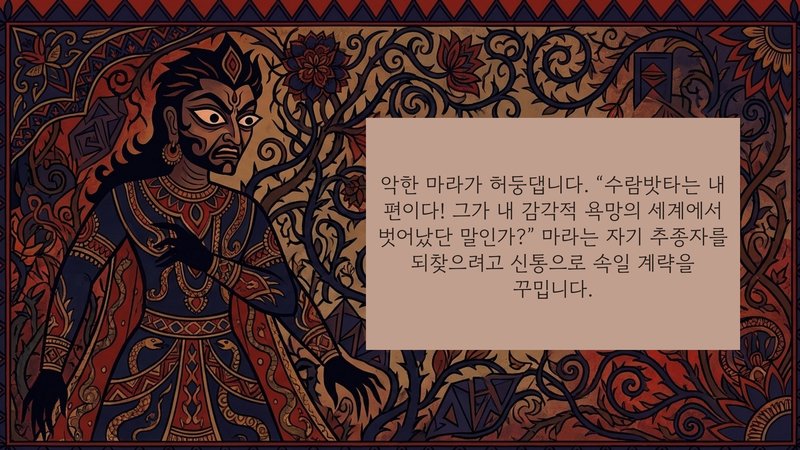 악한 마라가 허둥댑니다. “수람밧타는 내
편이다! 그가 내 감각적 욕망의 세계에서
벗어났단 말인가?” 마라는 자기 추종자를
되찾으려고 신통으로 속일 계략을
꾸밉니다.